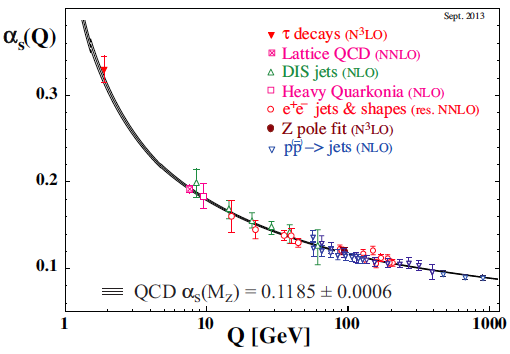 Sept. 2013
αs(Q)
τ decays (N³LO)
Lattice QCD (NNLO)
DIS jets (NLO)
Heavy Quarkonia (NLO)
e⁺e⁻ jets & shapes (res. NNLO)
Z pole fit (N³LO)
pp̅ –> jets (NLO)
0.3
0.2
0.1
QCD αs(Mz) = 0.1185 ± 0.0006
1 10 100 1000
Q [GeV]